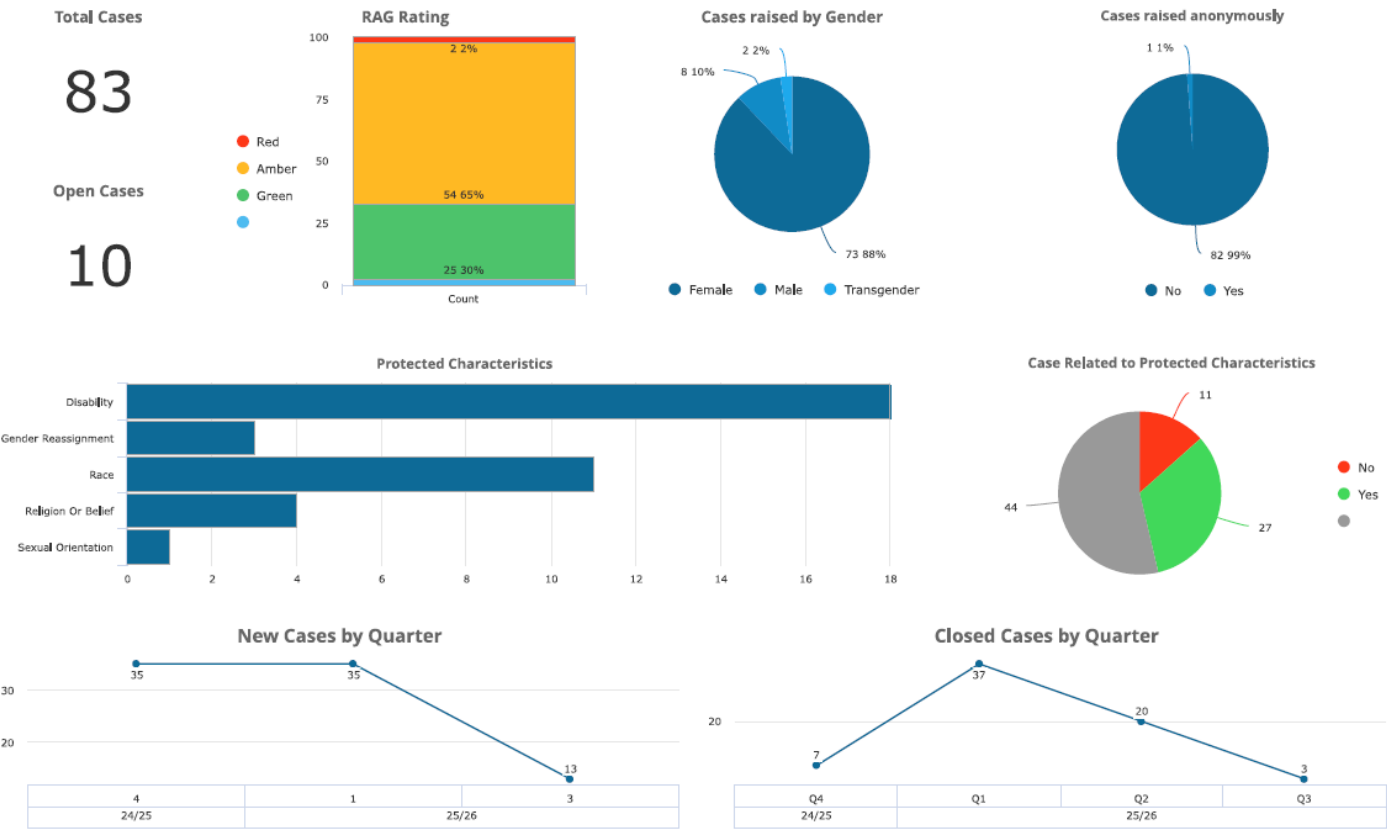 Total Cases
83
Open Cases
10
RAG Rating
100
75
50
25
0
2 2%
54 65%
25 30%
Count
Red
Amber
Green
Cases raised by Gender
2 2%
8 10%
73 88%
Female
Male
Transgender
Cases raised anonymously
1 1%
82 99%
No
Yes
Protected Characteristics
Disability
Gender Reassignment
Race
Religion Or Belief
Sexual Orientation
0 2 4 6 8 10 12 14 16 18
Case Related to Protected Characteristics
11
44
27
No
Yes
New Cases by Quarter
30
20
35
35
13
4 1 3
24/25 25/26
Closed Cases by Quarter
20
7
37
20
3
Q4 Q1 Q2 Q3
24/25 25/26